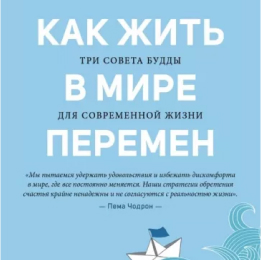 КАК ЖИТЬ
ТРИ СОВЕТА БУДДЫ
В МИРЕ
ДЛЯ СОВРЕМЕННОЙ ЖИЗНИ
ПЕРЕМЕН
«Мы пытаемся удержать удовольствия и избежать дискомфорта
в мире, где все постоянно меняется. Наши стратегии обретения
счастья крайне ненадежны и не согласуются с реальностью жизни».
— Пема Чодрон —